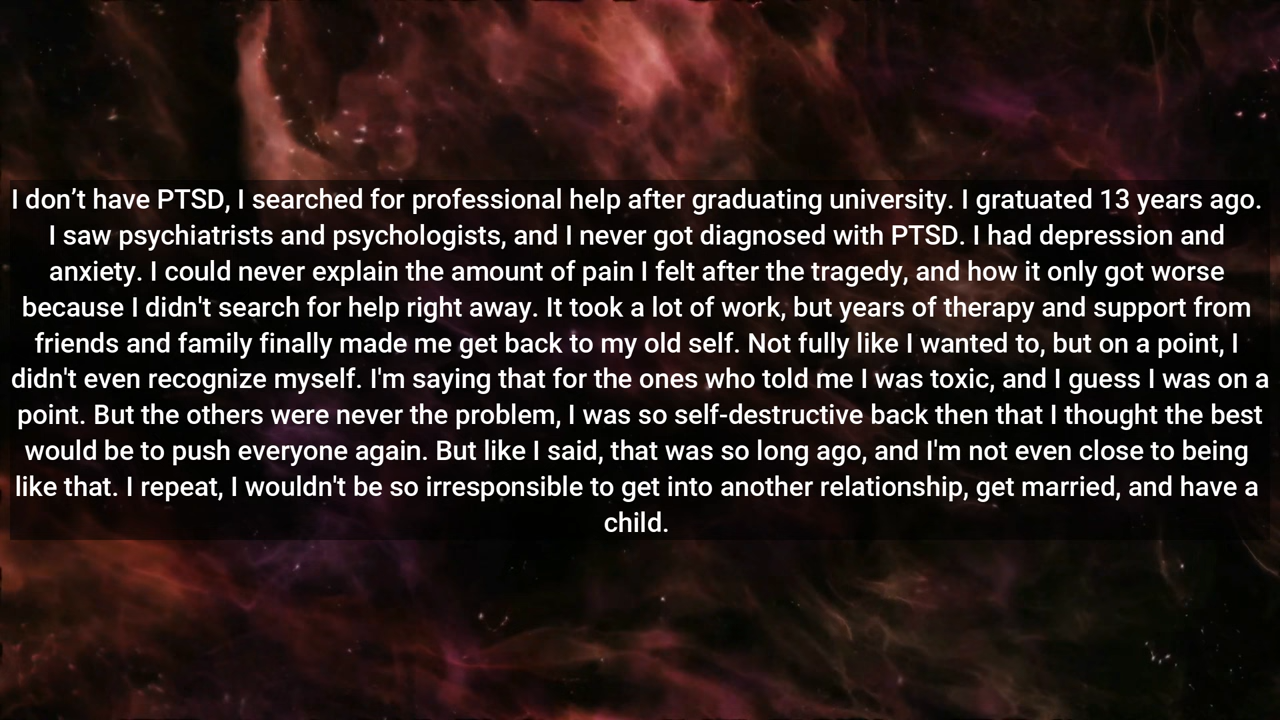 I don’t have PTSD, I searched for professional help after graduating university. I gratuated 13 years ago.
I saw psychiatrists and psychologists, and I never got diagnosed with PTSD. I had depression and
anxiety. I could never explain the amount of pain I felt after the tragedy, and how it only got worse
because I didn't search for help right away. It took a lot of work, but years of therapy and support from
friends and family finally made me get back to my old self. Not fully like I wanted to, but on a point, I
didn't even recognize myself. I'm saying that for the ones who told me I was toxic, and I guess I was on a
point. But the others were never the problem, I was so self-destructive back then that I thought the best
would be to push everyone again. But like I said, that was so long ago, and I'm not even close to being
like that. I repeat, I wouldn't be so irresponsible to get into another relationship, get married, and have a
child.